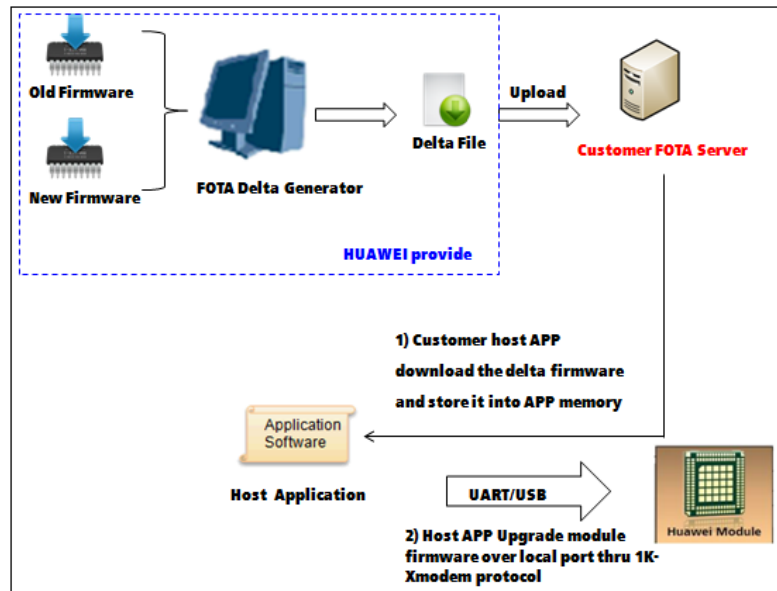 Old Firmware
New Firmware
FOTA Delta Generator
Delta File
HUAWEI provide
Upload
Customer FOTA Server
1) Customer host APP
download the delta firmware
and store it into APP memory
Application
Software
Host Application
UART/USB
Huawei Module
2) Host APP Upgrade module
firmware over local port thru 1K-
Xmodem protocol